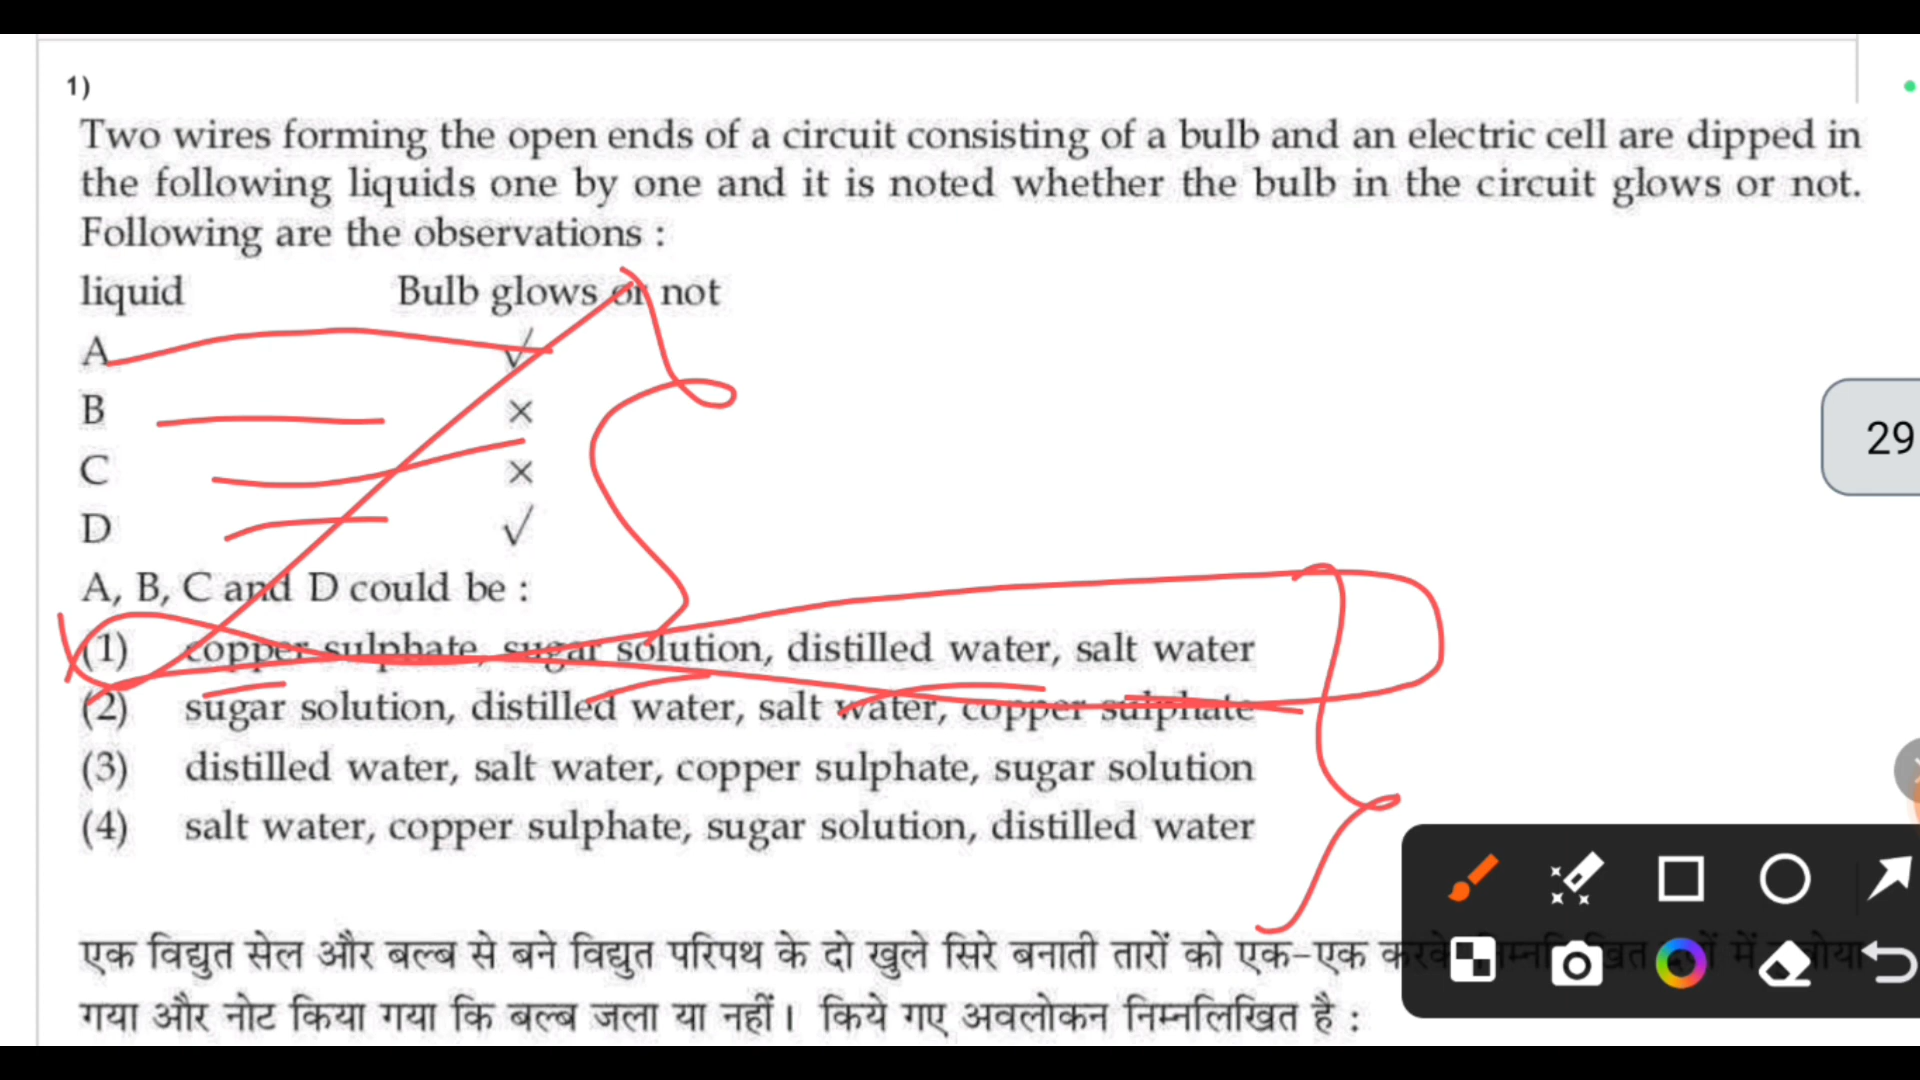 1)
Two wires forming the open ends of a circuit consisting of a bulb and an electric cell are dipped in
the following liquids one by one and it is noted whether the bulb in the circuit glows or not.
Following are the observations :
liquid Bulb glows or not
A √
B ×
29
C ×
D √
A, B, C and D could be :
(1) copper sulphate, sugar solution, distilled water, salt water
(2) sugar solution, distilled water, salt water, copper sulphate
(3) distilled water, salt water, copper sulphate, sugar solution
(4) salt water, copper sulphate, sugar solution, distilled water
एक विद्युत सेल और बल्ब से बने विद्युत परिपथ के दो खुले सिरे बनाती तारों को एक-एक करके में
गया और नोट किया गया कि बल्ब जला या नहीं। किये गए अवलोकन निम्नलिखित है :